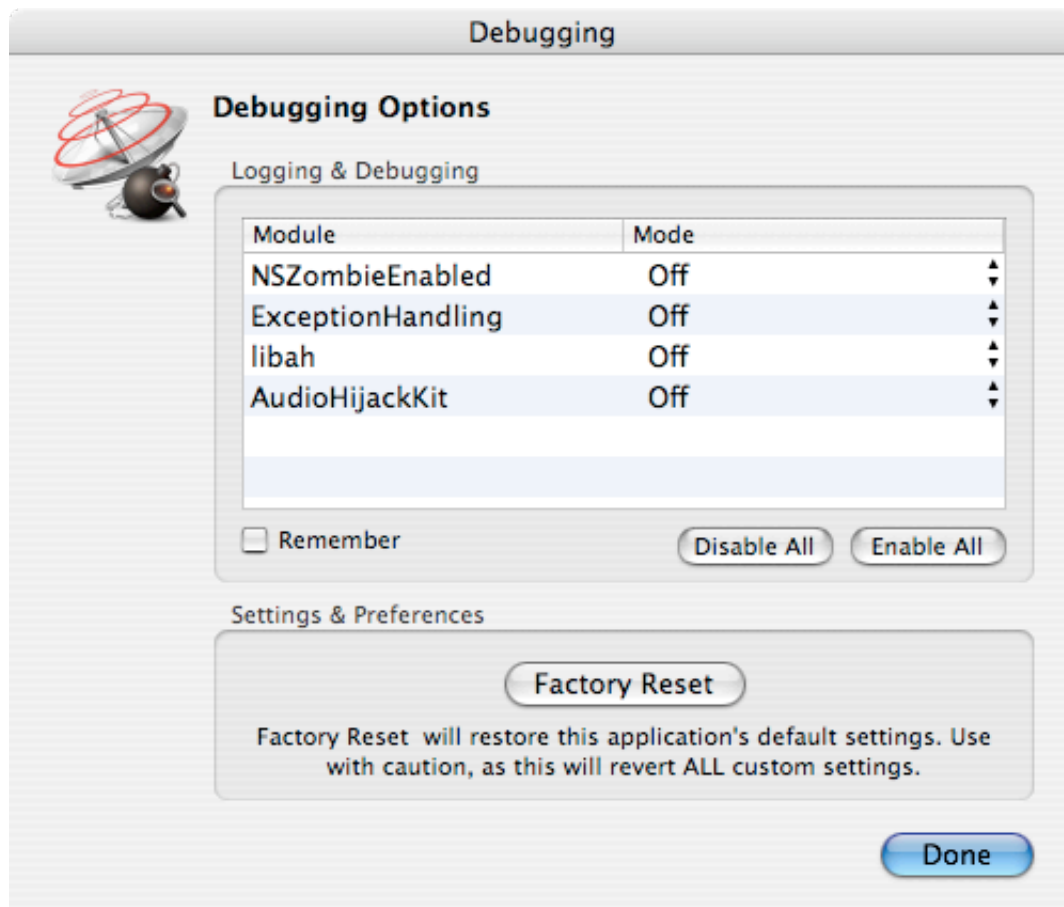 Debugging
Debugging Options
Logging & Debugging
Module Mode
NSZombieEnabled Off
ExceptionHandling Off
libah Off
AudioHijackKit Off
Remember Disable All Enable All
Settings & Preferences
Factory Reset
Factory Reset will restore this application's default settings. Use
with caution, as this will revert ALL custom settings.
Done